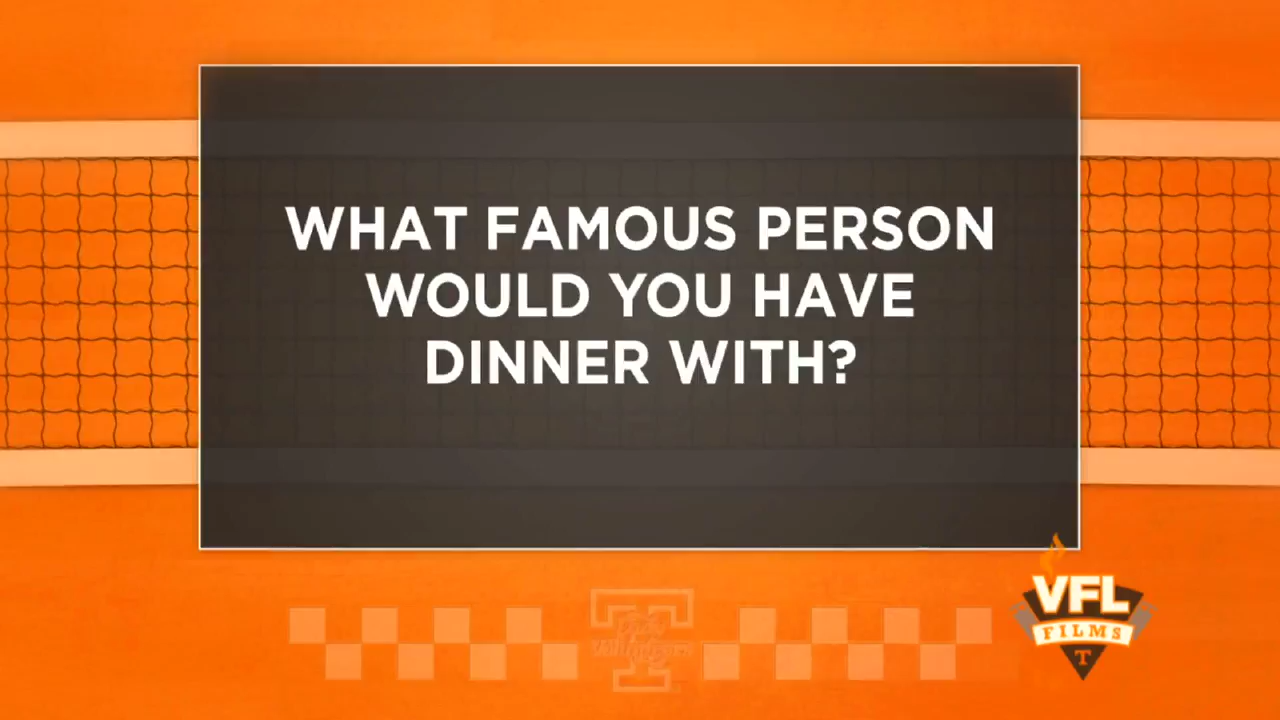 WHAT FAMOUS PERSON
WOULD YOU HAVE
DINNER WITH?
VFL
FILMS
T
T